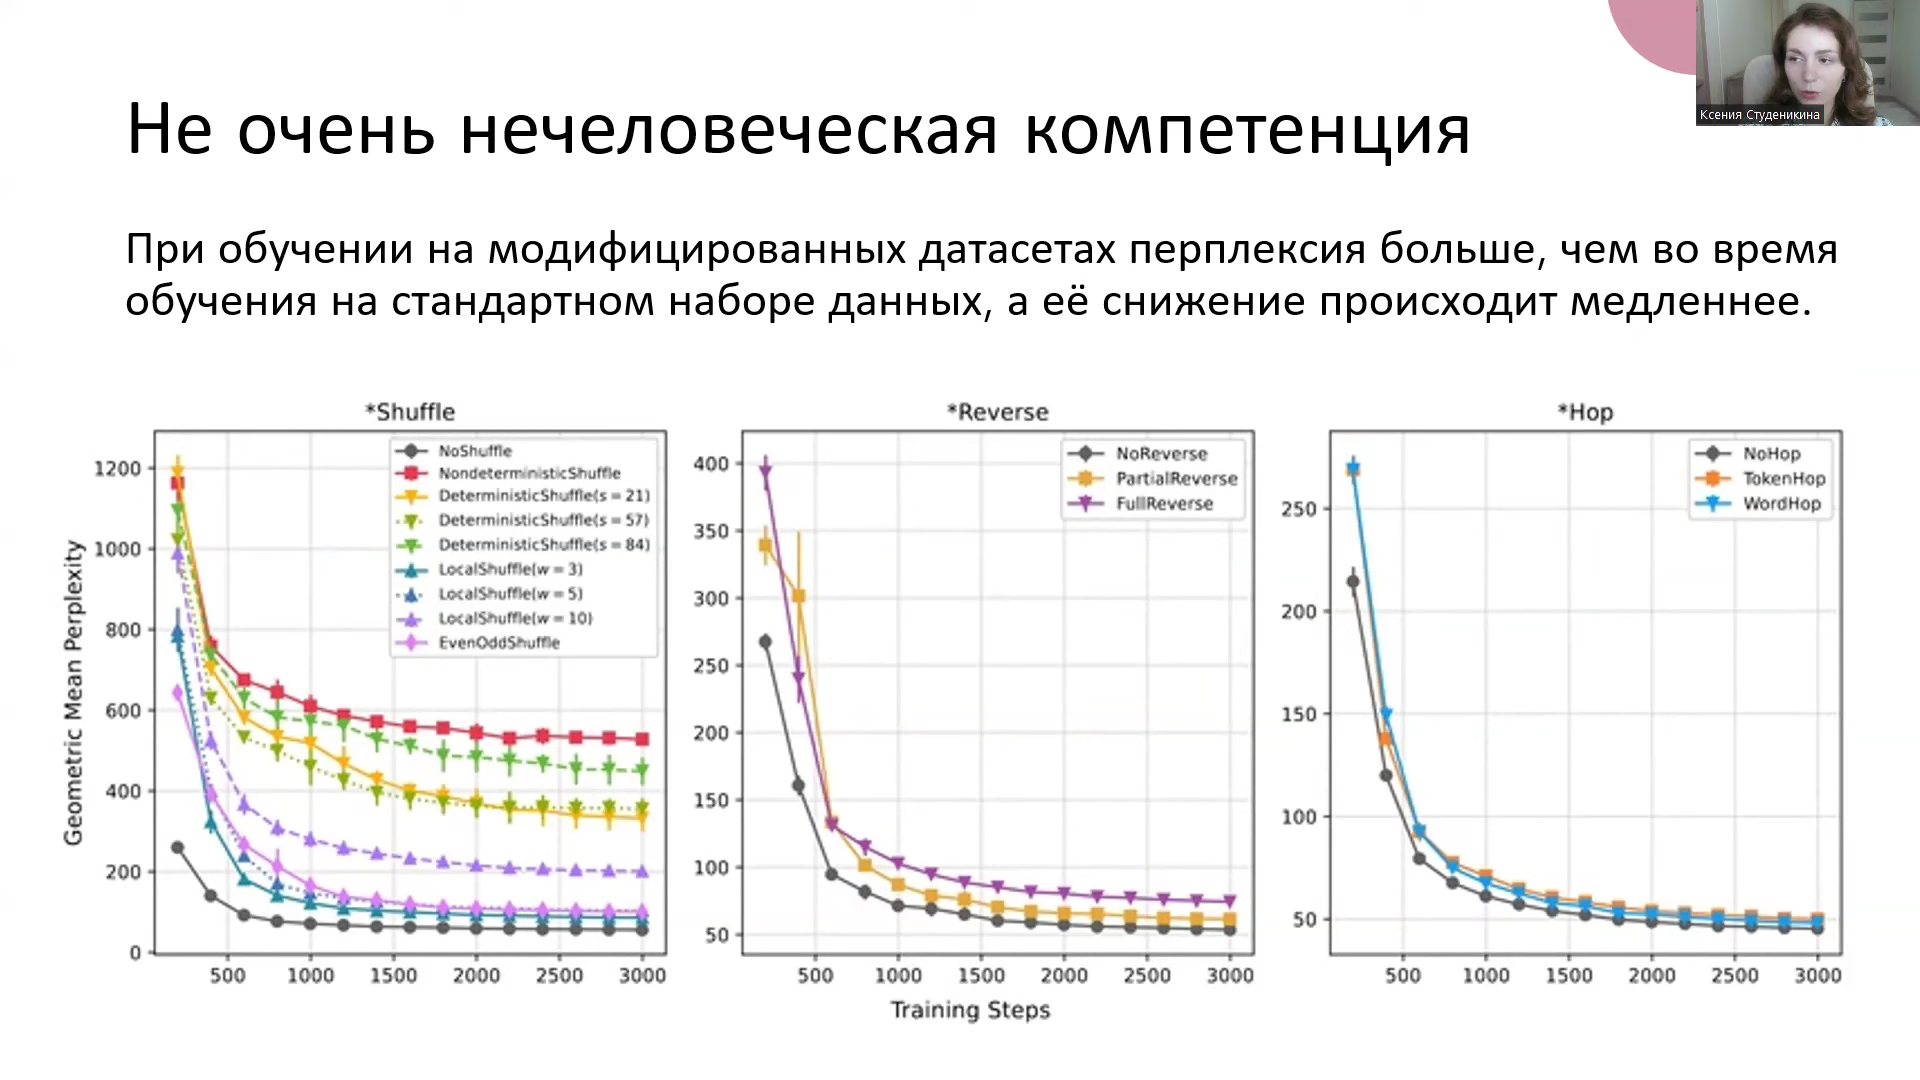 Ксения Студеникина
Не очень нечеловеческая компетенция
При обучении на модифицированных датасетах перплексия больше, чем во время
обучения на стандартном наборе данных, а её снижение происходит медленнее.
*Shuffle
NoShuffle
NondeterministicShuffle
DeterministicShuffle(s = 21)
DeterministicShuffle(s = 57)
DeterministicShuffle(s = 84)
LocalShuffle(w = 3)
LocalShuffle(w = 5)
LocalShuffle(w = 10)
EvenOddShuffle
Geometric Mean Perplexity
1200
1000
800
600
400
200
0
500 1000 1500 2000 2500 3000
*Reverse
NoReverse
PartialReverse
FullReverse
400
350
300
250
200
150
100
50
500 1000 1500 2000 2500 3000
Training Steps
*Hop
NoHop
TokenHop
WordHop
250
200
150
100
50
500 1000 1500 2000 2500 3000